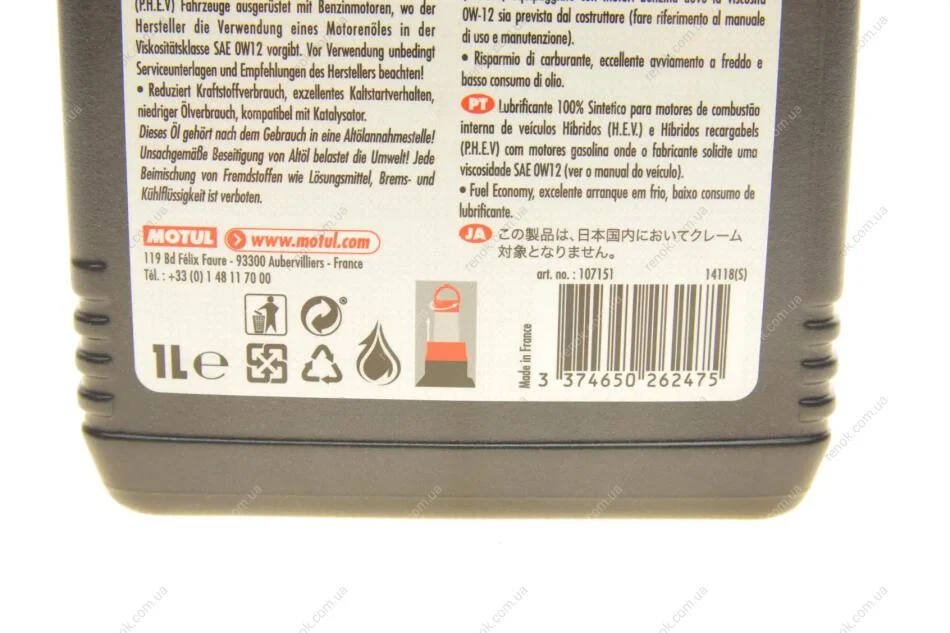 (P.H.E.V) Fahrzeuge ausgerüstet mit Benzinmotoren, wo der
Hersteller die Verwendung eines Motorenöles in der
Viskositätsklasse SAE 0W12 vorgibt. Vor Verwendung unbedingt
Serviceunterlagen und Empfehlungen des Herstellers beachten!
• Reduziert Kraftstoffverbrauch, exzellentes Kaltstartverhalten,
niedriger Ölverbrauch, kompatibel mit Katalysator.
Dieses Öl gehört nach dem Gebrauch in eine Altölannahmestelle!
Unsachgemäße Beseitigung von Altöl belastet die Umwelt! Jede
Beimischung von Fremdstoffen wie Lösungsmittel, Brems- und
Kühlflüssigkeit ist verboten.
MOTUL www.motul.com
119 Bd Félix Faure - 93300 Aubervilliers - France
Tél. : +33 (0) 1 48 11 70 00
1L e
0W-12 sia prevista dal costruttore (fare riferimento al manuale
di uso e manutenzione).
• Risparmio di carburante, eccellente avviamento a freddo e
basso consumo di olio.
PT Lubrificante 100% Sintetico para motores de combustão
interna de veículos Híbridos (H.E.V.) e Híbridos recargabels
(P.H.E.V) com motores gasolina onde o fabricante solicite uma
viscosidade SAE 0W12 (ver o manual do veículo).
• Fuel Economy, excelente arranque em frio, baixo consumo de
lubrificante.
JA この製品は、日本国内においてクレーム
対象となりません。
art. no. : 107151 14118(S)
Made in France
3 374650 262475
renok.com.ua